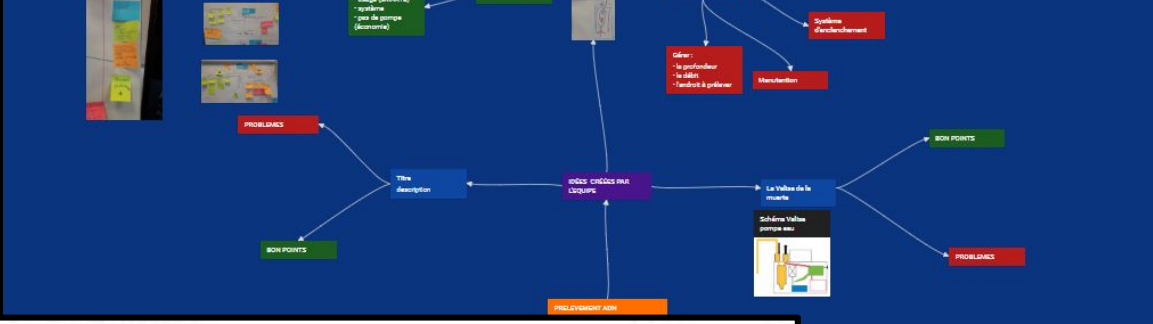 - système
- pas de pompe
(économie)
Système
d'enclenchement
Gérer :
- la profondeur
- le débit
- l'endroit à prélever
Manutention
PROBLEMES
BON POINTS
Titre
description
IDÉES CRÉÉES PAR
L'EQUIPE
La Valise de la
muerte
Schéma Valise
pompe eau
BON POINTS
PROBLEMES
PRELEVEMENT ADN